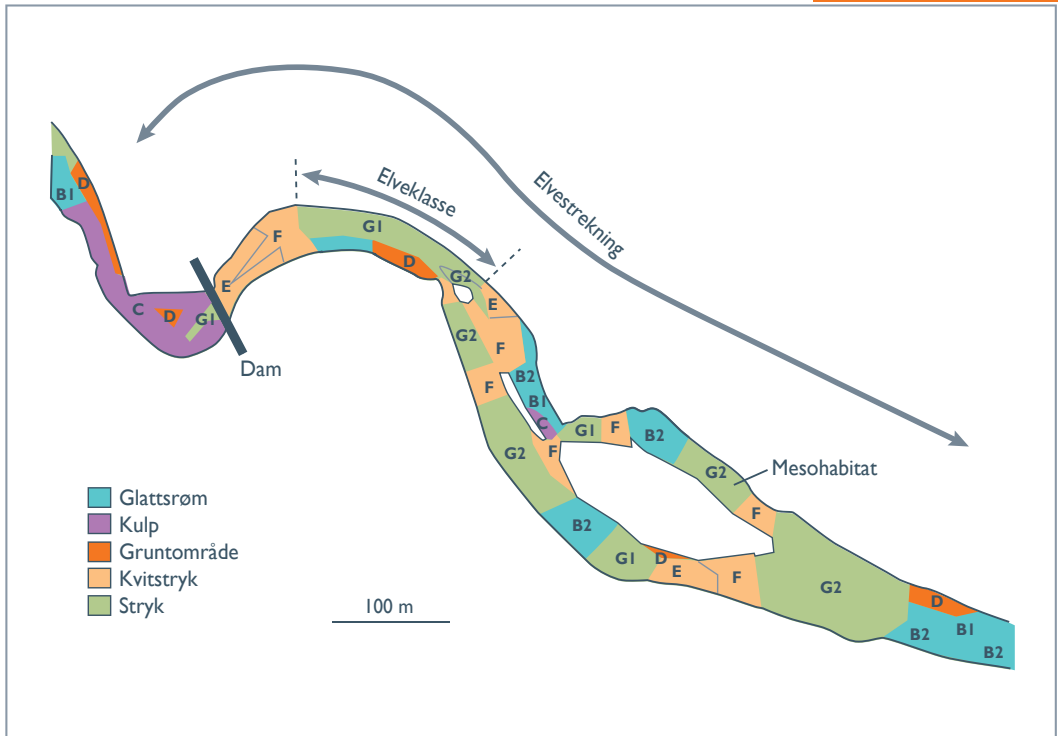 Elvestrekning
Elveklasse
D
B1
G1
F
D
E
G2
C
D
G1
E
G2
F
Dam
B2
F
B1
C
G1
F
B2
G2
F
G2
Mesohabitat
F
B2
G1
D
E
F
G2
D
B2
B1
B2
Glattsrøm
Kulp
Gruntområde
Kvitstryk
Stryk
100 m